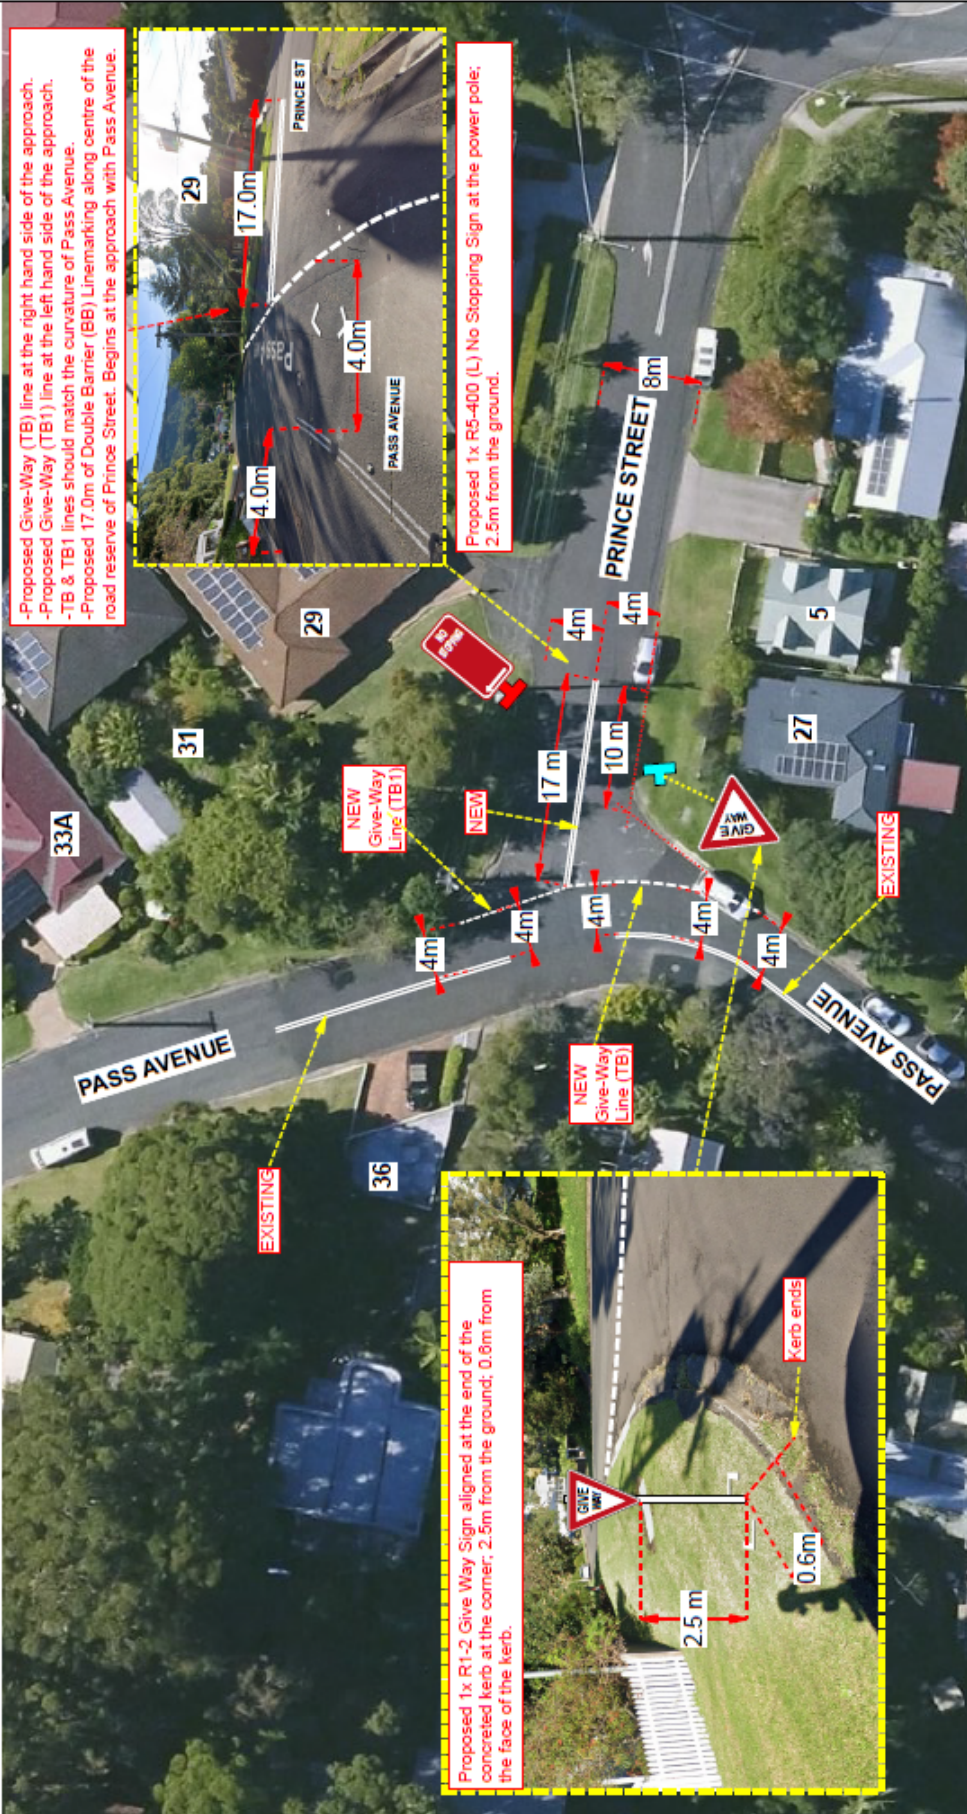 -Proposed Give-Way (TB) line at the right hand side of the approach.
-Proposed Give-Way (TB1) line at the left hand side of the approach.
-TB & TB1 lines should match the curvature of Pass Avenue.
-Proposed 17.0m of Double Barrier (BB) Linemarking along centre of the
road reserve of Prince Street. Begins at the approach with Pass Avenue.
29
17.0m
PRINCE ST
4.0m
4.0m
PASS AVENUE
Pass
Proposed 1x R5-400 (L) No Stopping Sign at the power pole;
2.5m from the ground.
33A
31
29
NO
STOPPING
NEW
Give-Way
Line (TB1)
NEW
17 m
10 m
4m
4m
8m
PRINCE STREET
5
27
GIVE
WAY
4m
4m
4m
4m
4m
EXISTING
PASS AVENUE
PASS AVENUE
NEW
Give-Way
Line (TB)
EXISTING
36
Proposed 1x R1-2 Give Way Sign aligned at the end of the
concreted kerb at the corner; 2.5m from the ground; 0.6m from
the face of the kerb.
GIVE
WAY
2.5 m
0.6m
Kerb ends